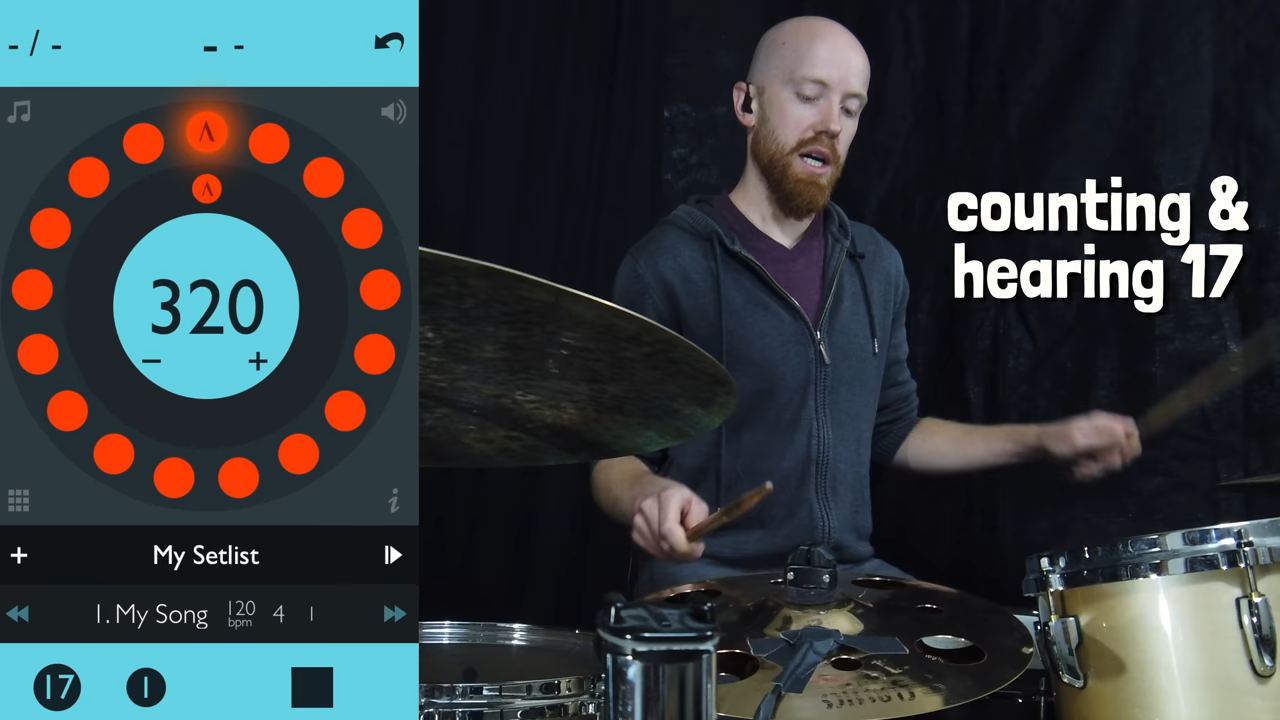 - / -
- -
320
- +
+ My Setlist
1. My Song 120 bpm 4 1
17 1
i
counting &
hearing 17